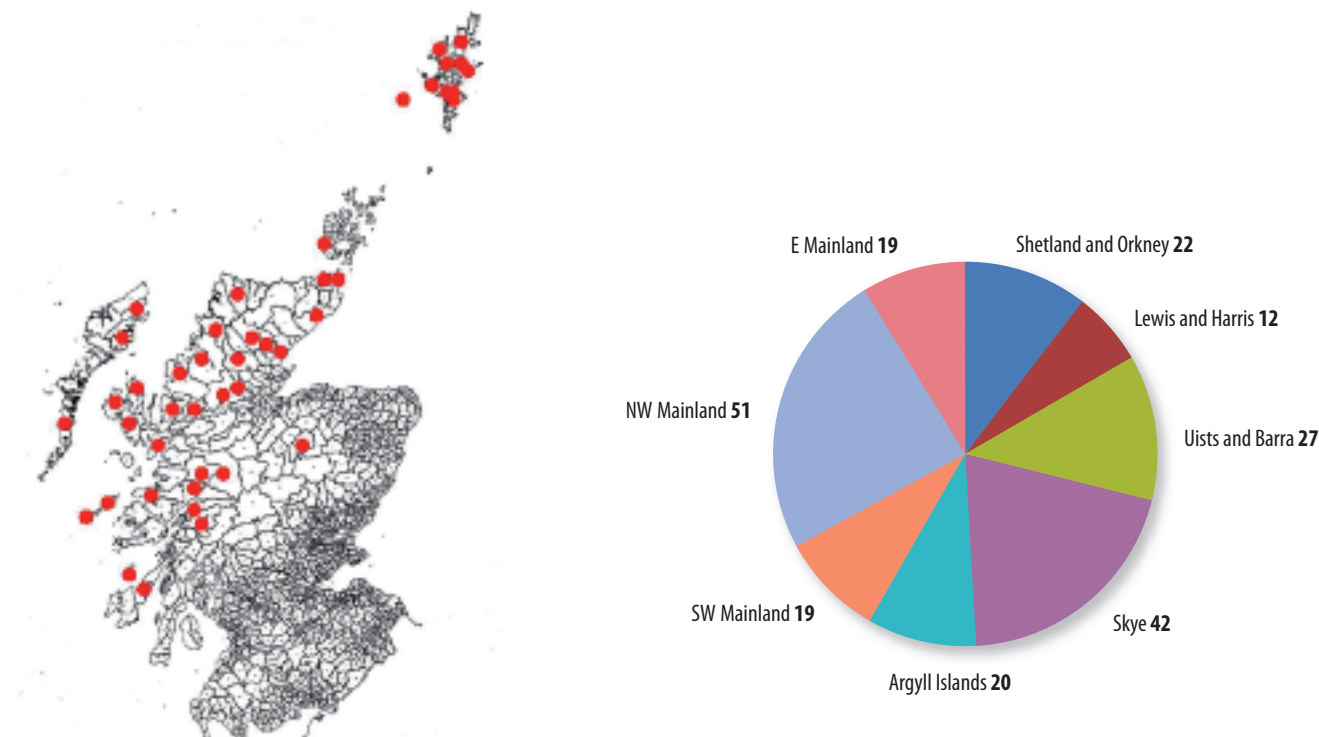 E Mainland 19
Shetland and Orkney 22
Lewis and Harris 12
NW Mainland 51
Uists and Barra 27
SW Mainland 19
Skye 42
Argyll Islands 20